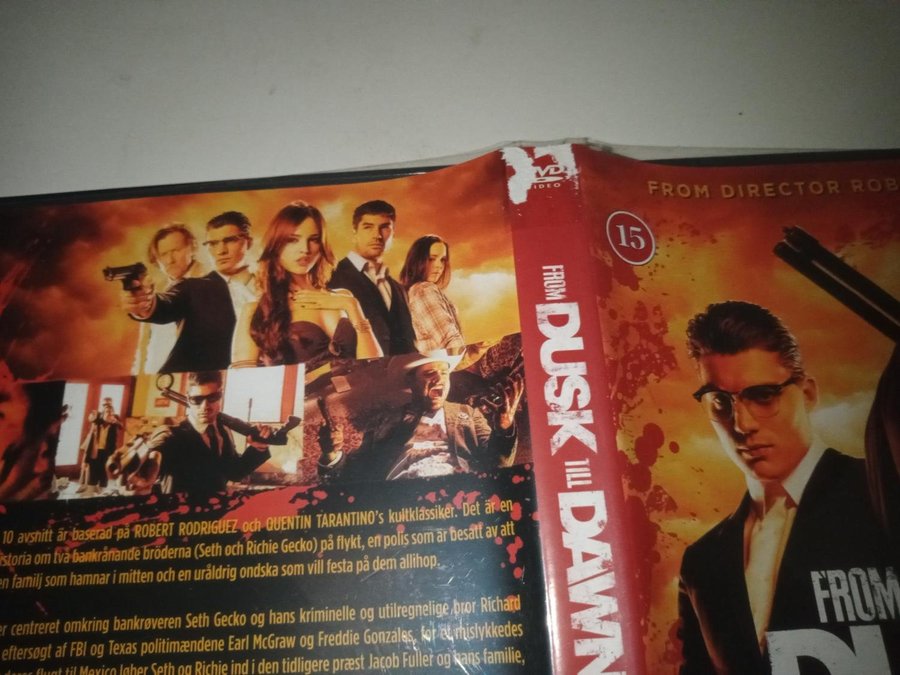 10 avsnitt är baserad på ROBERT RODRIGUEZ och QUENTIN TARANTINO's kultklassiker. Det är en
historia om två bankrånande bröderna (Seth och Richie Gecko) på flykt, en polis som är besatt av att
en familj som hamnar i mitten och en uråldrig ondska som vill festa på dem allihop.
er centreret omkring bankrøveren Seth Gecko og hans kriminelle og utilregnelige bror Richard
eftersøgt af FBI og Texas politimændene Earl McGraw og Freddie Gonzales, for et mislykkedes
flugt til Mexico løber Seth og Richie ind i den tidligere præst Jacob Fuller og hans familie,
VIDEO
FROM DUSK TILL DAWN
FROM DIRECTOR ROB
15
FROM